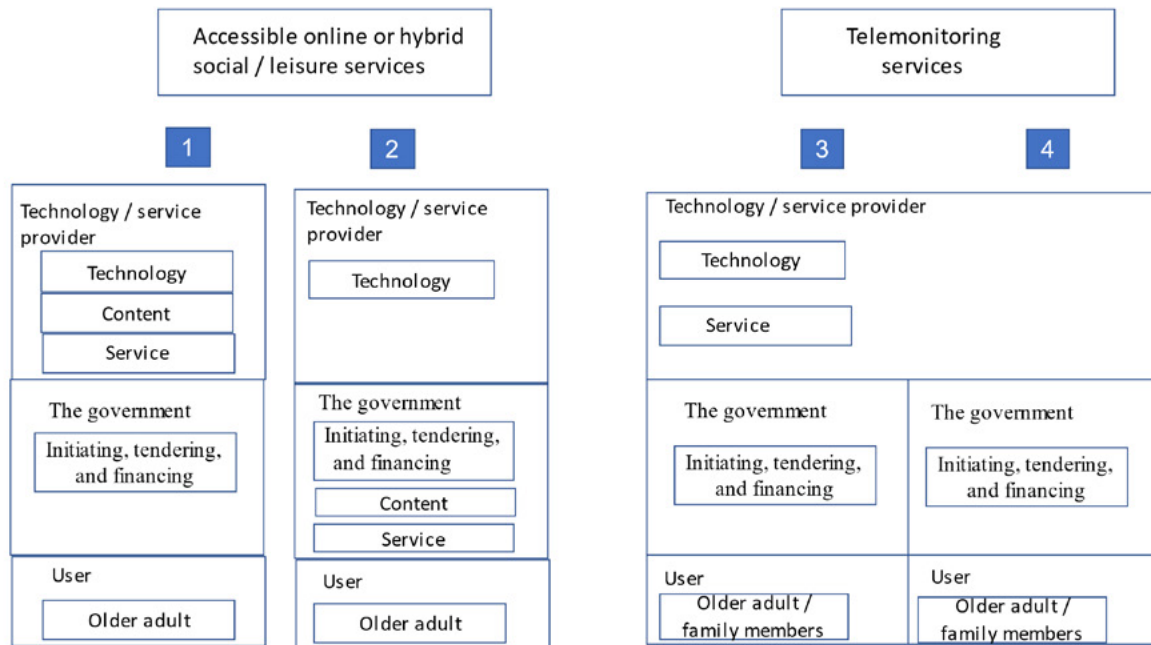 Accessible online or hybrid
social / leisure services
Telemonitoring
services
1
2
3
4
Technology / service
provider
Technology
Content
Service
The government
Initiating, tendering,
and financing
User
Older adult
Technology / service
provider
Technology
The government
Initiating, tendering,
and financing
Content
Service
User
Older adult
Technology / service provider
Technology
Service
The government
Initiating, tendering,
and financing
User
Older adult /
family members
The government
Initiating, tendering,
and financing
User
Older adult /
family members